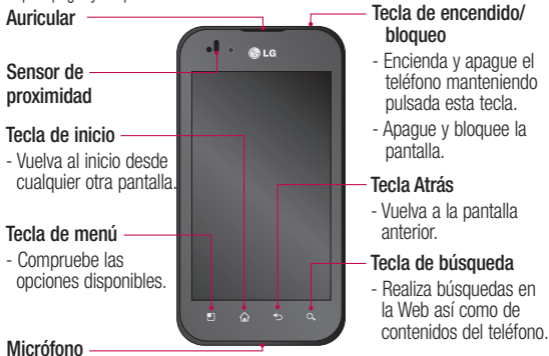 Auricular
Sensor de
proximidad
Tecla de inicio
- Vuelva al inicio desde
cualquier otra pantalla.
Tecla de menú
- Compruebe las
opciones disponibles.
Micrófono
LG
Tecla de encendido/
bloqueo
- Encienda y apague el
teléfono manteniendo
pulsada esta tecla.
- Apague y bloquee la
pantalla.
Tecla Atrás
- Vuelva a la pantalla
anterior.
Tecla de búsqueda
- Realiza búsquedas en
la Web así como de
contenidos del teléfono.